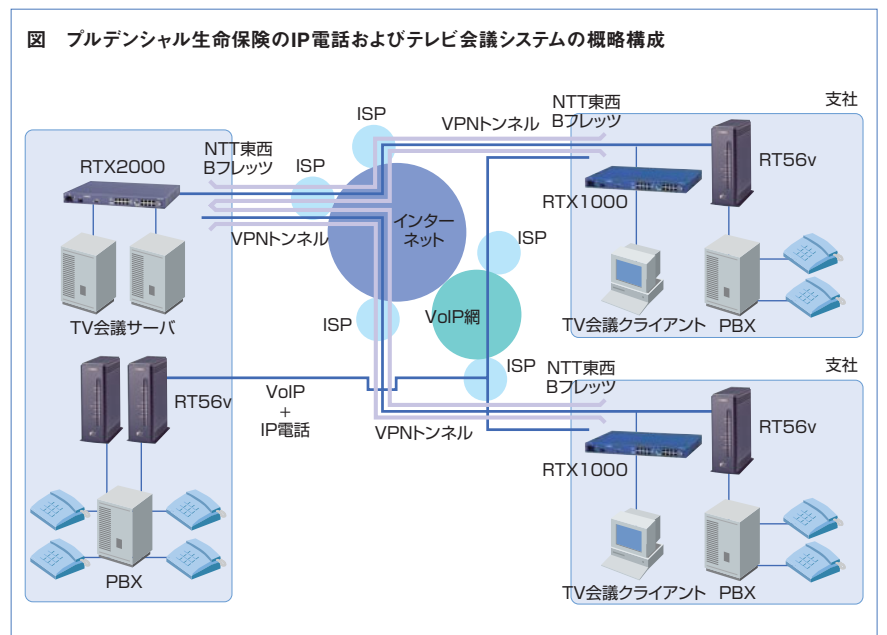 図 プルデンシャル生命保険のIP電話およびテレビ会議システムの概略構成
NTT東西
Bフレッツ
RTX2000
VPNトンネル
TV会議サーバ
RT56v
PBX
VoIP
+
IP電話
ISP
ISP
インター
ネット
VPNトンネル
ISP
VoIP網
ISP
ISP
VPNトンネル
支社
NTT東西
Bフレッツ
RT56v
RTX1000
TV会議クライアント
PBX
支社
NTT東西
Bフレッツ
RT56v
RTX1000
TV会議クライアント
PBX